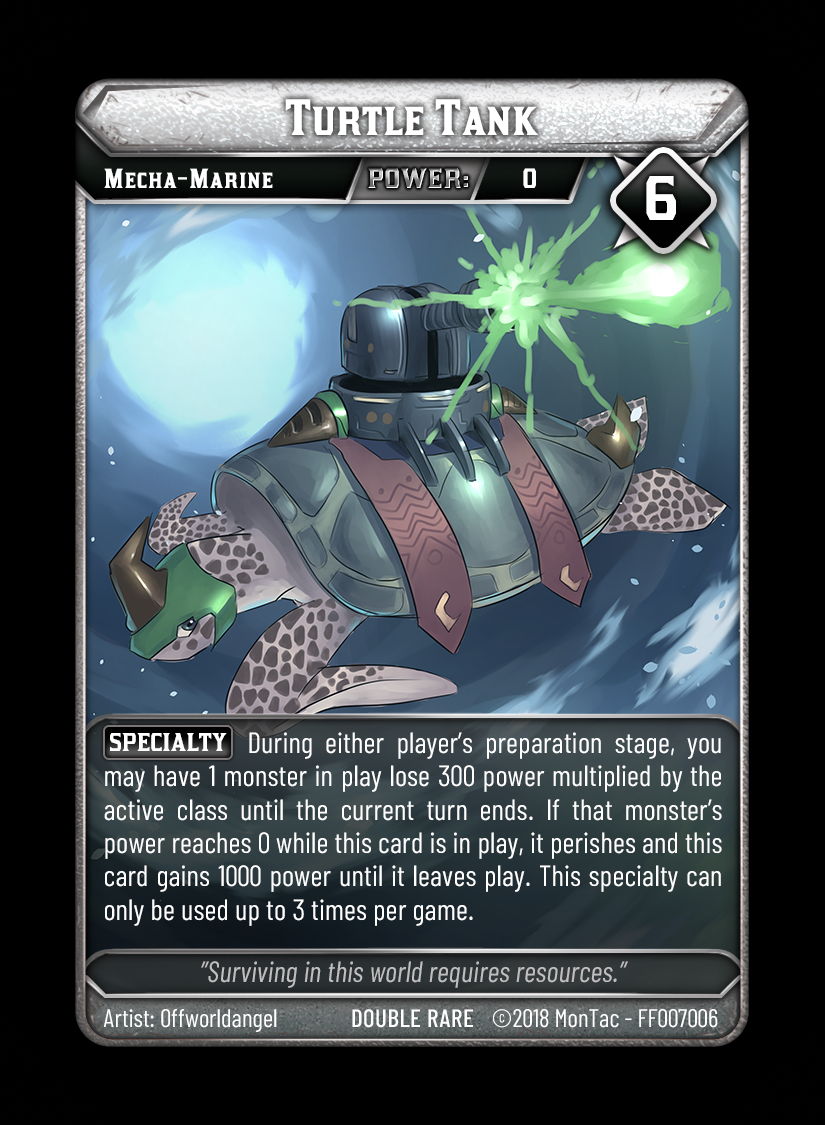 Turtle Tank
Mecha-Marine POWER: 0
6
SPECIALTY During either player's preparation stage, you
may have 1 monster in play lose 300 power multiplied by the
active class until the current turn ends. If that monster's
power reaches 0 while this card is in play, it perishes and this
card gains 1000 power until it leaves play. This specialty can
only be used up to 3 times per game.
"Surviving in this world requires resources."
Artist: Offworldangel DOUBLE RARE ©2018 MonTac - FF007006